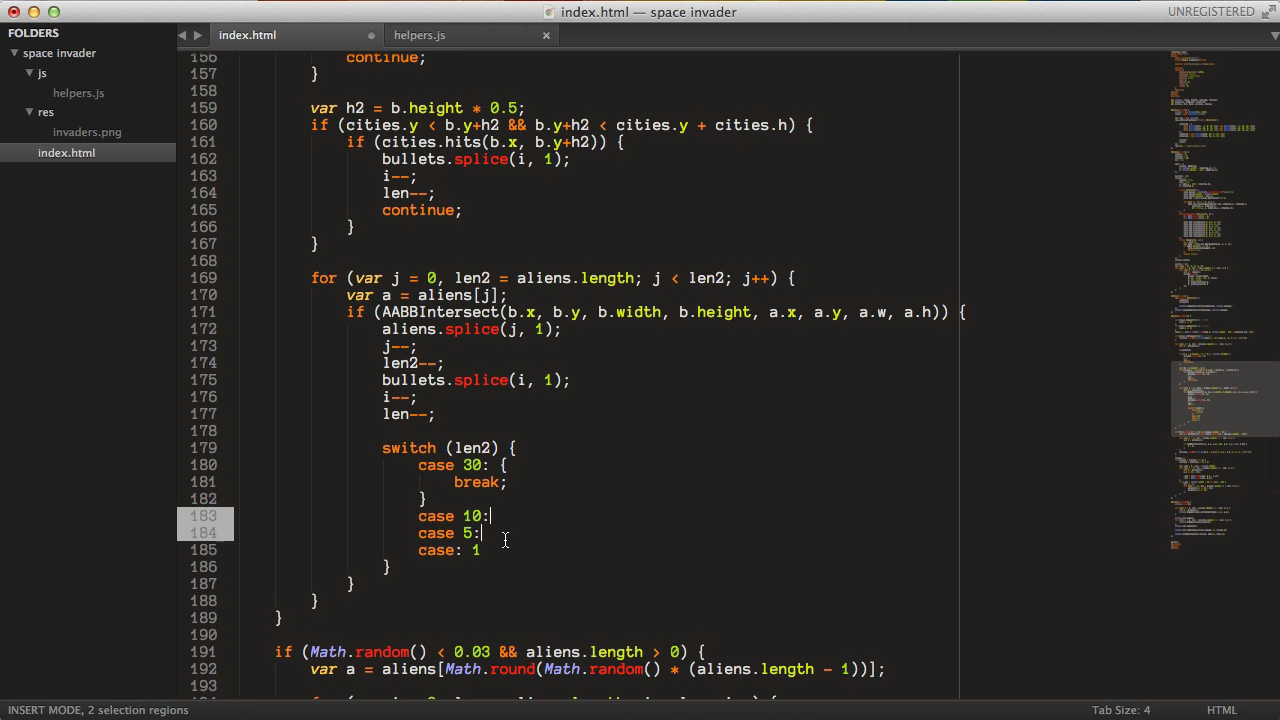 index.html — space invader
UNREGISTERED
FOLDERS
space invader
js
helpers.js
res
invaders.png
index.html
index.html
helpers.js
156 continue;
157 }
158
159 var h2 = b.height * 0.5;
160 if (cities.y < b.y+h2 && b.y+h2 < cities.y + cities.h) {
161 if (cities.hits(b.x, b.y+h2)) {
162 bullets.splice(i, 1);
163 i--;
164 len--;
165 continue;
166 }
167 }
168
169 for (var j = 0, len2 = aliens.length; j < len2; j++) {
170 var a = aliens[j];
171 if (AABBIntersect(b.x, b.y, b.width, b.height, a.x, a.y, a.w, a.h)) {
172 aliens.splice(j, 1);
173 j--;
174 len2--;
175 bullets.splice(i, 1);
176 i--;
177 len--;
178
179 switch (len2) {
180 case 30: {
181 break;
182 }
183 case 10:
184 case 5:
185 case: 1
186 }
187 }
188 }
189 }
190
191 if (Math.random() < 0.03 && aliens.length > 0) {
192 var a = aliens[Math.round(Math.random() * (aliens.length - 1))];
193
INSERT MODE, 2 selection regions
Tab Size: 4
HTML